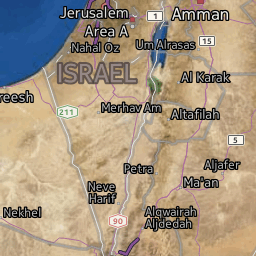 Jerusalem
Amman
1
Area A
Nahal Oz
Um Alrasas
15
ISRAEL
Al Karak
reesh
211
Merhav Am
Altafilah
5
Petra
Aljafer
Ma'an
Neve
Harif
Nekhel
90
Alqwairah
Aljdedah